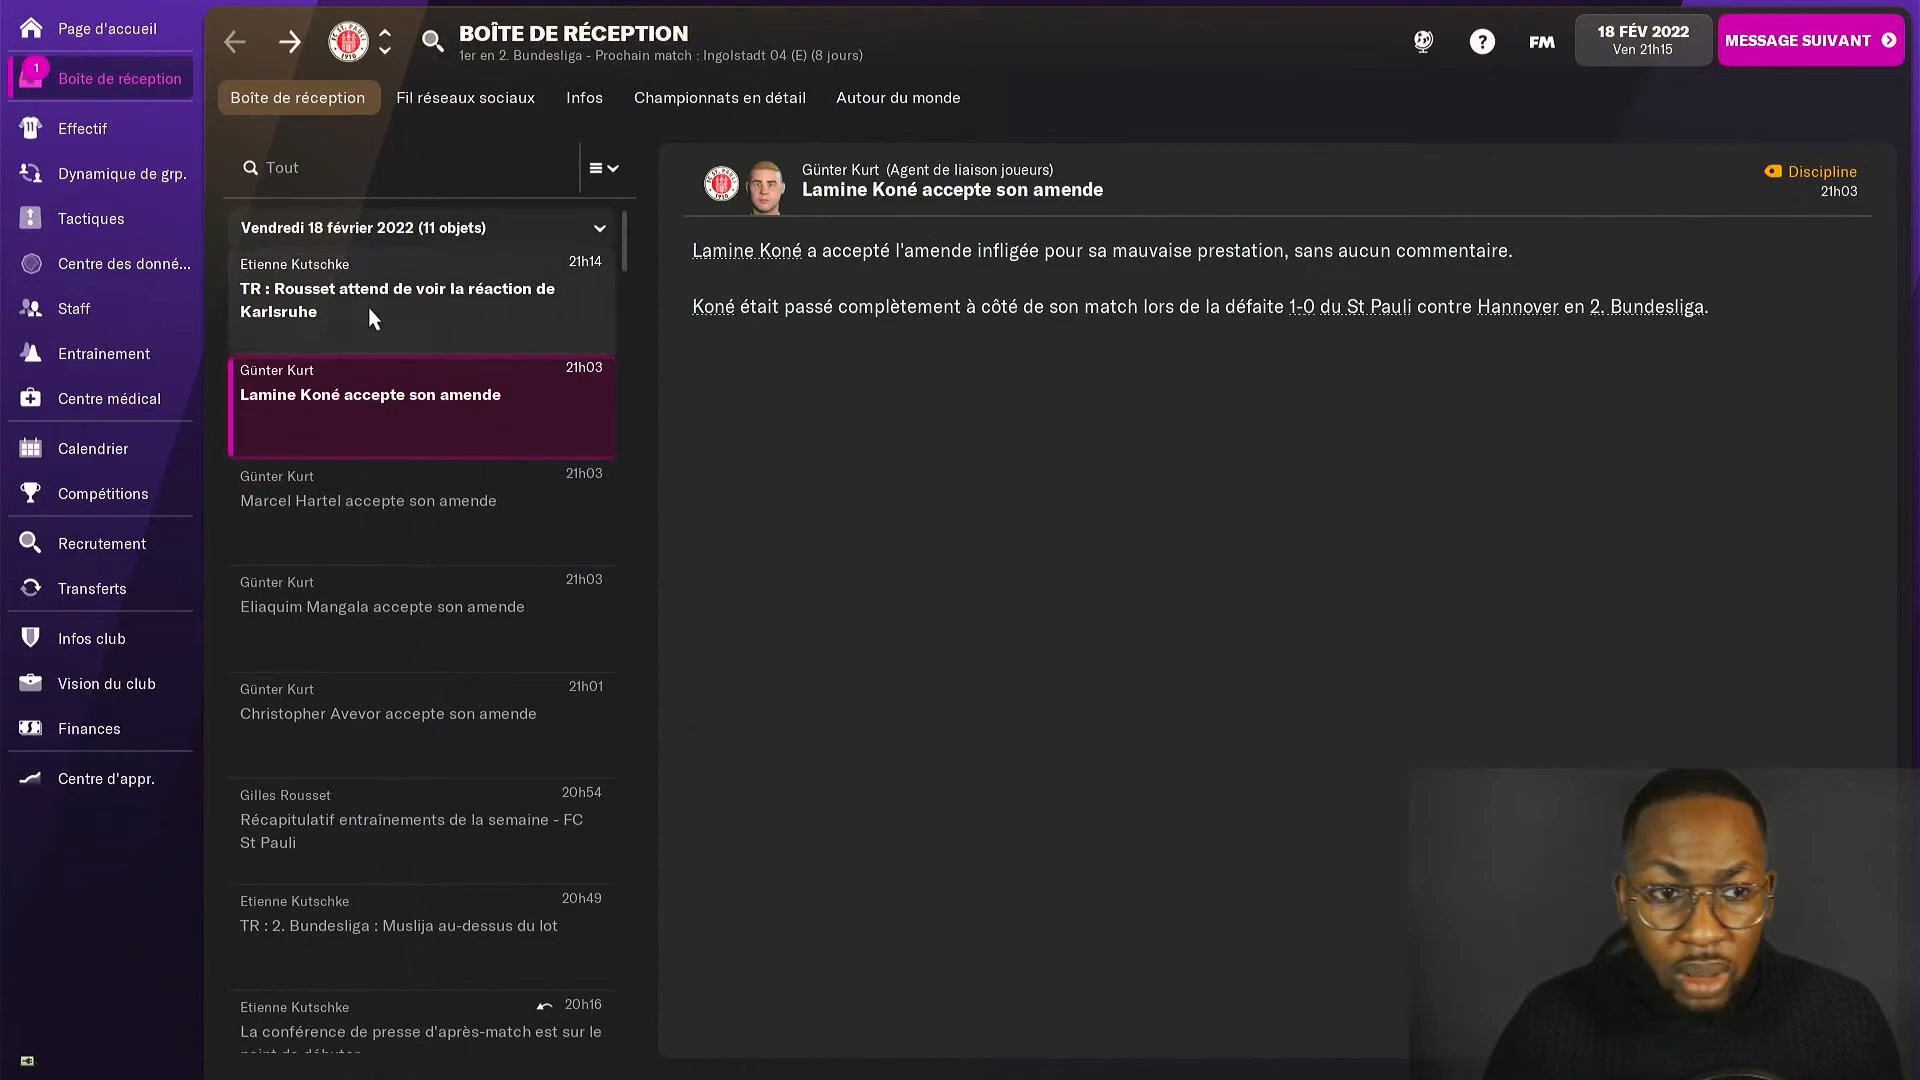 Page d'accueil
1
Boîte de réception
Effectif
Dynamique de grp.
Tactiques
Centre des donné...
Staff
Entraînement
Centre médical
Calendrier
Compétitions
Recrutement
Transferts
Infos club
Vision du club
Finances
Centre d'appr.
BOÎTE DE RÉCEPTION
1er en 2. Bundesliga - Prochain match : Ingolstadt 04 (E) (8 jours)
FM
18 FÉV 2022
Ven 21h15
MESSAGE SUIVANT
Boîte de réception
Fil réseaux sociaux
Infos
Championnats en détail
Autour du monde
Tout
Vendredi 18 février 2022 (11 objets)
Etienne Kutschke 21h14
TR : Rousset attend de voir la réaction de
Karlsruhe
Günter Kurt 21h03
Lamine Koné accepte son amende
Günter Kurt 21h03
Marcel Hartel accepte son amende
Günter Kurt 21h03
Eliaquim Mangala accepte son amende
Günter Kurt 21h01
Christopher Avevor accepte son amende
Gilles Rousset 20h54
Récapitulatif entraînements de la semaine - FC
St Pauli
Etienne Kutschke 20h49
TR : 2. Bundesliga : Muslija au-dessus du lot
Etienne Kutschke 20h16
La conférence de presse d'après-match est sur le
Günter Kurt (Agent de liaison joueurs)
Lamine Koné accepte son amende
Discipline
21h03
Lamine Koné a accepté l'amende infligée pour sa mauvaise prestation, sans aucun commentaire.
Koné était passé complètement à côté de son match lors de la défaite 1-0 du St Pauli contre Hannover en 2. Bundesliga.